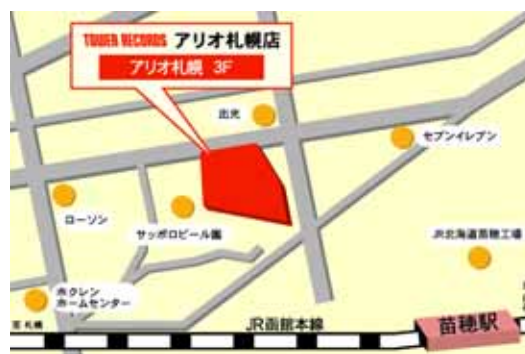 TOWER RECORDS アリオ札幌店
アリオ札幌 3F
出光
セブンイレブン
ローソン
サッポロビール園
JR北海道苗穂工場
ホクレン
ホームセンター
至 札幌
JR函館本線
苗穂駅